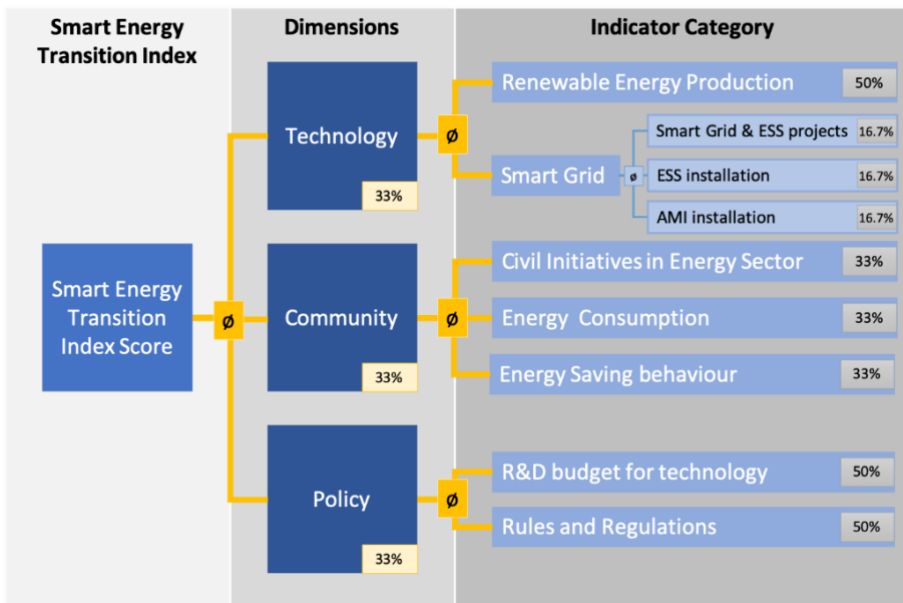 Smart Energy
Transition Index
Dimensions
Indicator Category
Smart Energy
Transition
Index Score
ø
Technology
33%
ø
Renewable Energy Production
50%
Smart Grid
ø
Smart Grid & ESS projects
16.7%
ESS installation
16.7%
AMI installation
16.7%
Community
33%
ø
Civil Initiatives in Energy Sector
33%
Energy Consumption
33%
Energy Saving behaviour
33%
Policy
33%
ø
R&D budget for technology
50%
Rules and Regulations
50%